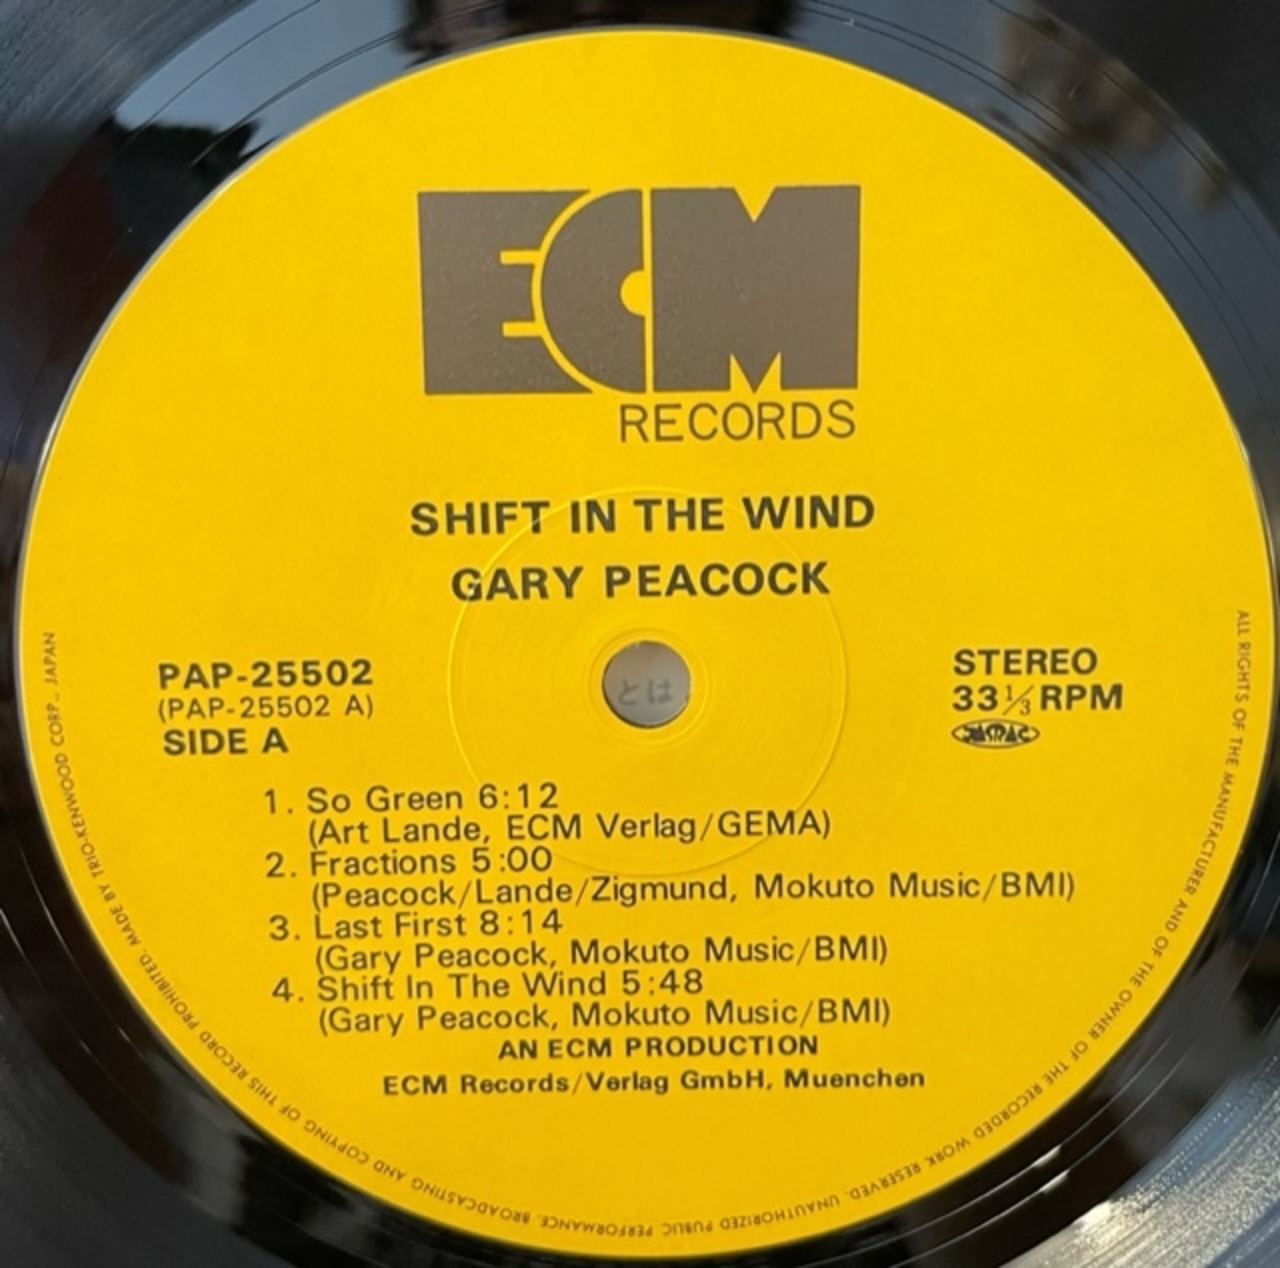 ECM
RECORDS
SHIFT IN THE WIND
GARY PEACOCK
PAP-25502
(PAP-25502 A)
SIDE A
STEREO
33 1/3 RPM
JASRAC
とは
1. So Green 6:12
(Art Lande, ECM Verlag/GEMA)
2. Fractions 5:00
(Peacock/Lande/Zigmund, Mokuto Music/BMI)
3. Last First 8:14
(Gary Peacock, Mokuto Music/BMI)
4. Shift In The Wind 5:48
(Gary Peacock, Mokuto Music/BMI)
AN ECM PRODUCTION
ECM Records/Verlag GmbH, Muenchen
ALL RIGHTS OF THE MANUFACTURER AND OF THE OWNER OF THE RECORDED WORK RESERVED. UNAUTHORIZED PUBLIC PERFORMANCE, BROADCASTING AND COPYING OF THIS RECORD PROHIBITED. MADE BY TRIO-KENWOOD CORP., JAPAN